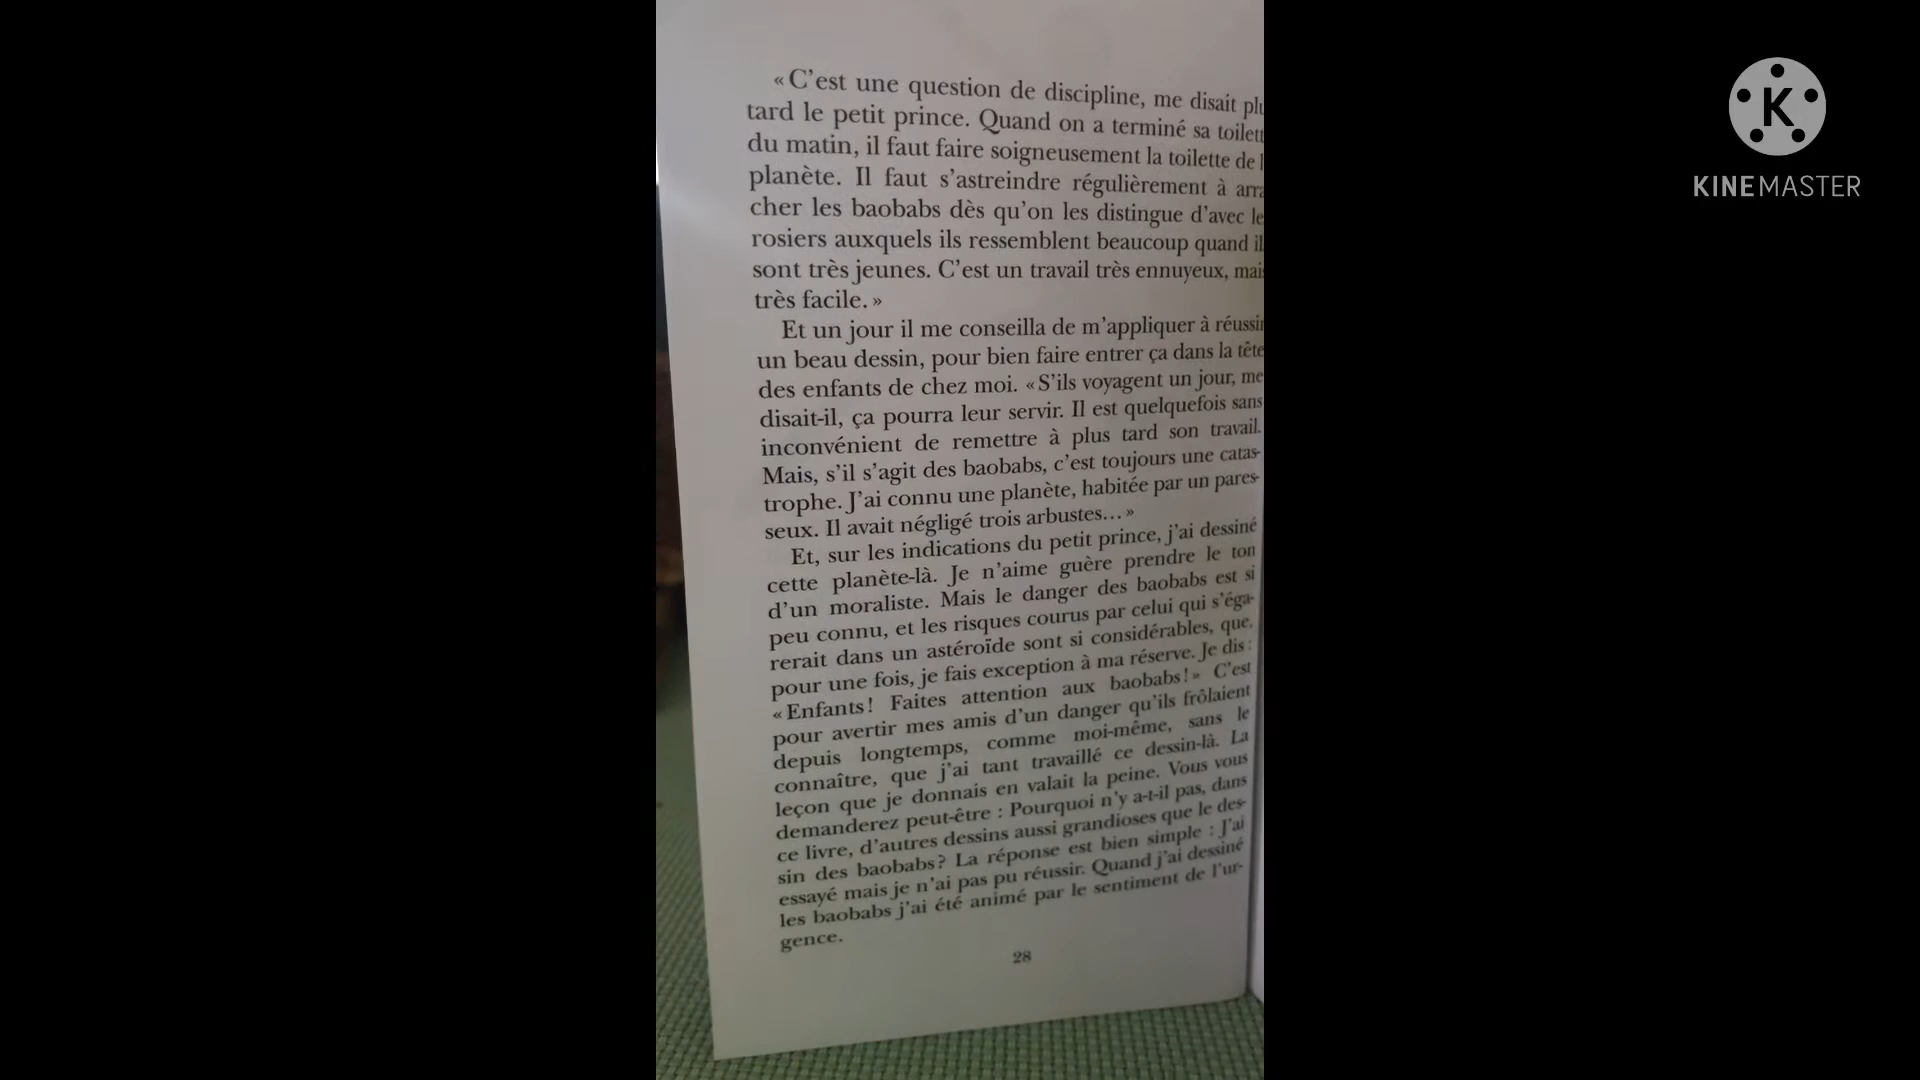 «C’est une question de discipline, me disait plu
tard le petit prince. Quand on a terminé sa toilett
du matin, il faut faire soigneusement la toilette de l
planète. Il faut s’astreindre régulièrement à arra
cher les baobabs dès qu’on les distingue d’avec le
rosiers auxquels ils ressemblent beaucoup quand il
sont très jeunes. C’est un travail très ennuyeux, mais
très facile.»
Et un jour il me conseilla de m’appliquer à réussir
un beau dessin, pour bien faire entrer ça dans la tête
des enfants de chez moi. «S’ils voyagent un jour, me
disait-il, ça pourra leur servir. Il est quelquefois sans
inconvénient de remettre à plus tard son travail.
Mais, s’il s’agit des baobabs, c’est toujours une catas-
trophe. J’ai connu une planète, habitée par un pares-
seux. Il avait négligé trois arbustes…»
Et, sur les indications du petit prince, j’ai dessiné
cette planète-là. Je n’aime guère prendre le ton
d’un moraliste. Mais le danger des baobabs est si
peu connu, et les risques courus par celui qui s’éga-
rerait dans un astéroïde sont si considérables, que,
pour une fois, je fais exception à ma réserve. Je dis :
«Enfants! Faites attention aux baobabs!» C’est
pour avertir mes amis d’un danger qu’ils frôlaient
depuis longtemps, comme moi-même, sans le
connaître, que j’ai tant travaillé ce dessin-là. La
leçon que je donnais en valait la peine. Vous vous
demanderez peut-être : Pourquoi n’y a-t-il pas, dans
ce livre, d’autres dessins aussi grandioses que le des-
sin des baobabs? La réponse est bien simple : J’ai
essayé mais je n’ai pas pu réussir. Quand j’ai dessiné
les baobabs j’ai été animé par le sentiment de l’ur-
gence.
28
K
KINEMASTER